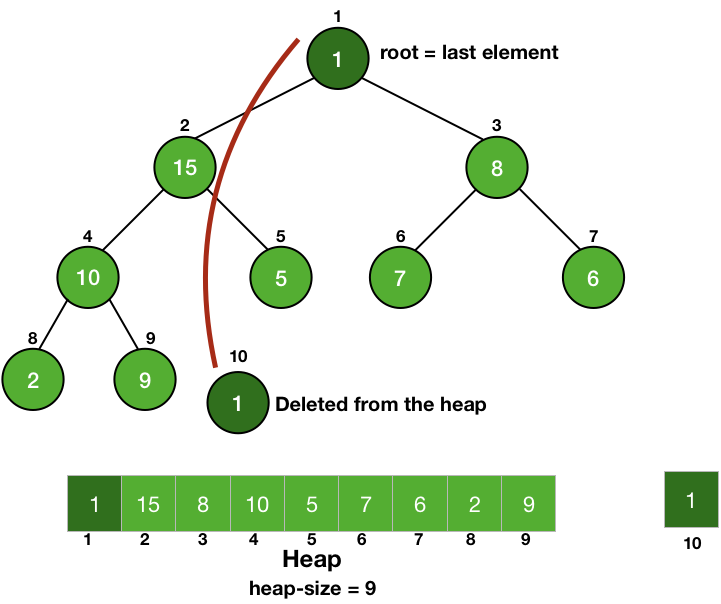 1
1 root = last element
2 3
15 8
4 5 6 7
10 5 7 6
8 9 10
2 9 1 Deleted from the heap
1 15 8 10 5 7 6 2 9 1
1 2 3 4 5 6 7 8 9 10
Heap
heap-size = 9